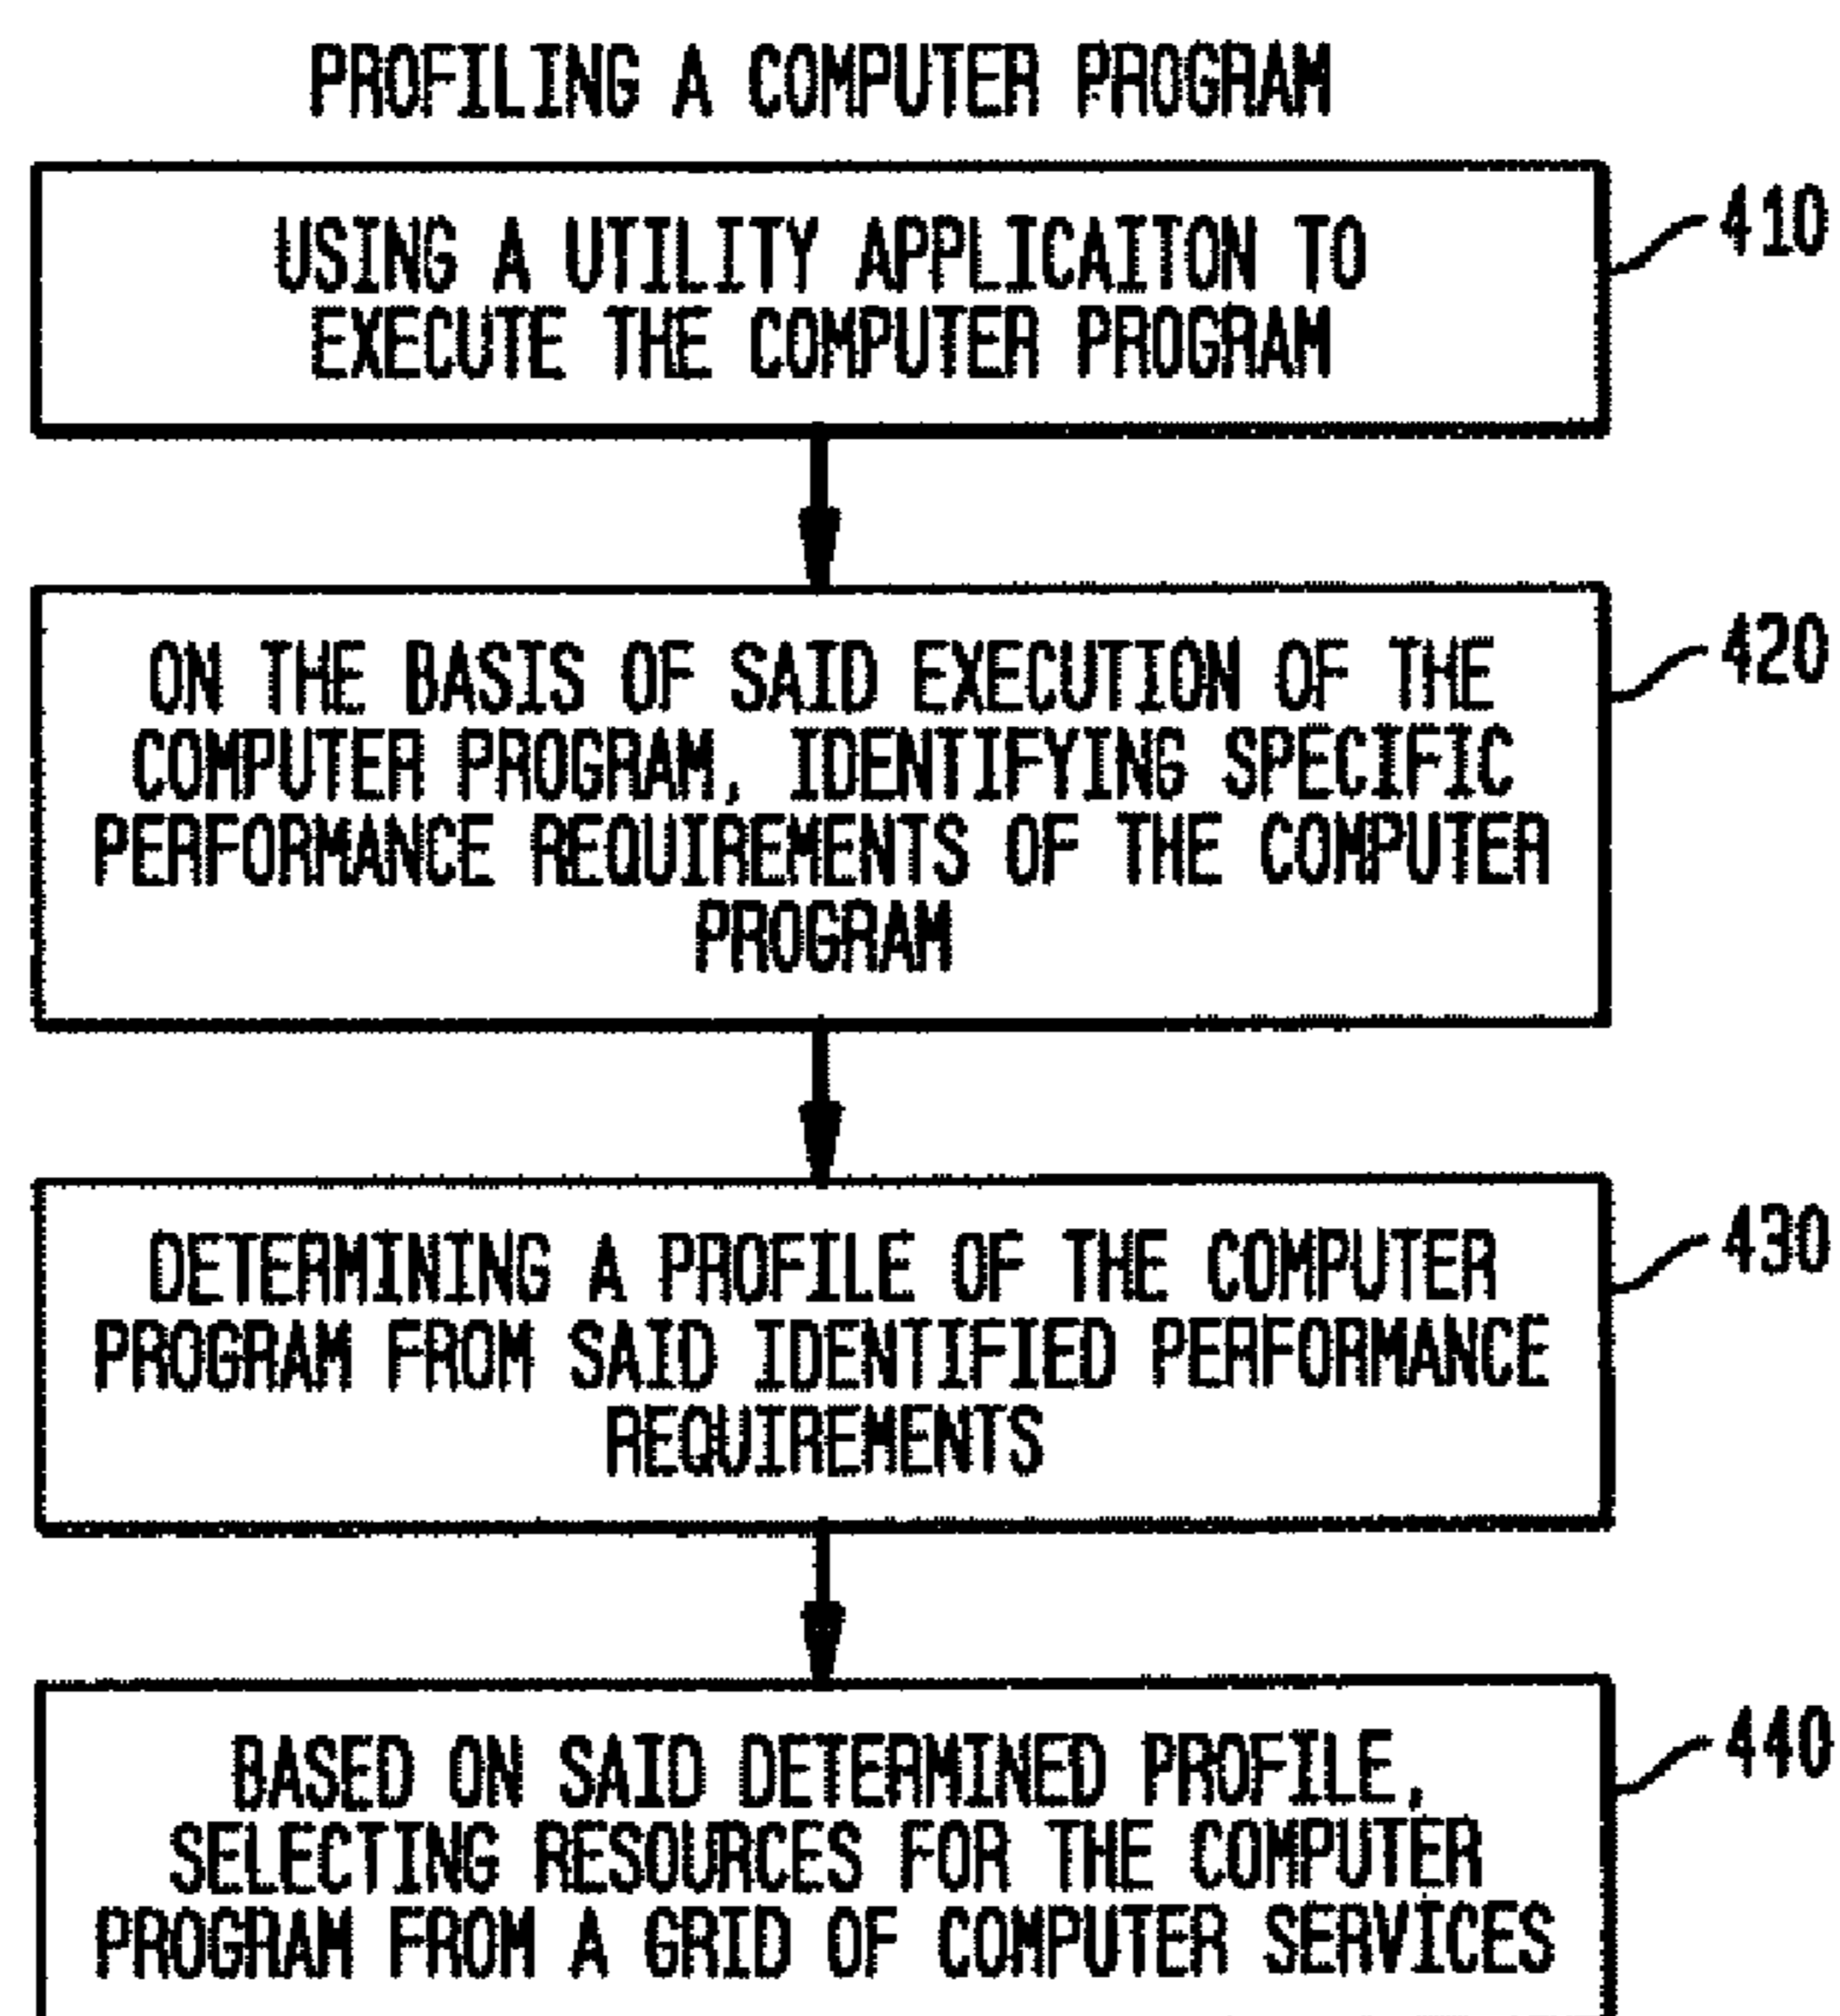 PROFILING A COMPUTER PROGRAM
USING A UTILITY APPLICAITON TO
EXECUTE THE COMPUTER PROGRAM
410
ON THE BASIS OF SAID EXECUTION OF THE
COMPUTER PROGRAM, IDENTIFYING SPECIFIC
PERFORMANCE REQUIREMENTS OF THE COMPUTER
PROGRAM
420
DETERMINING A PROFILE OF THE COMPUTER
PROGRAM FROM SAID IDENTIFIED PERFORMANCE
REQUIREMENTS
430
BASED ON SAID DETERMINED PROFILE,
SELECTING RESOURCES FOR THE COMPUTER
PROGRAM FROM A GRID OF COMPUTER SERVICES
440